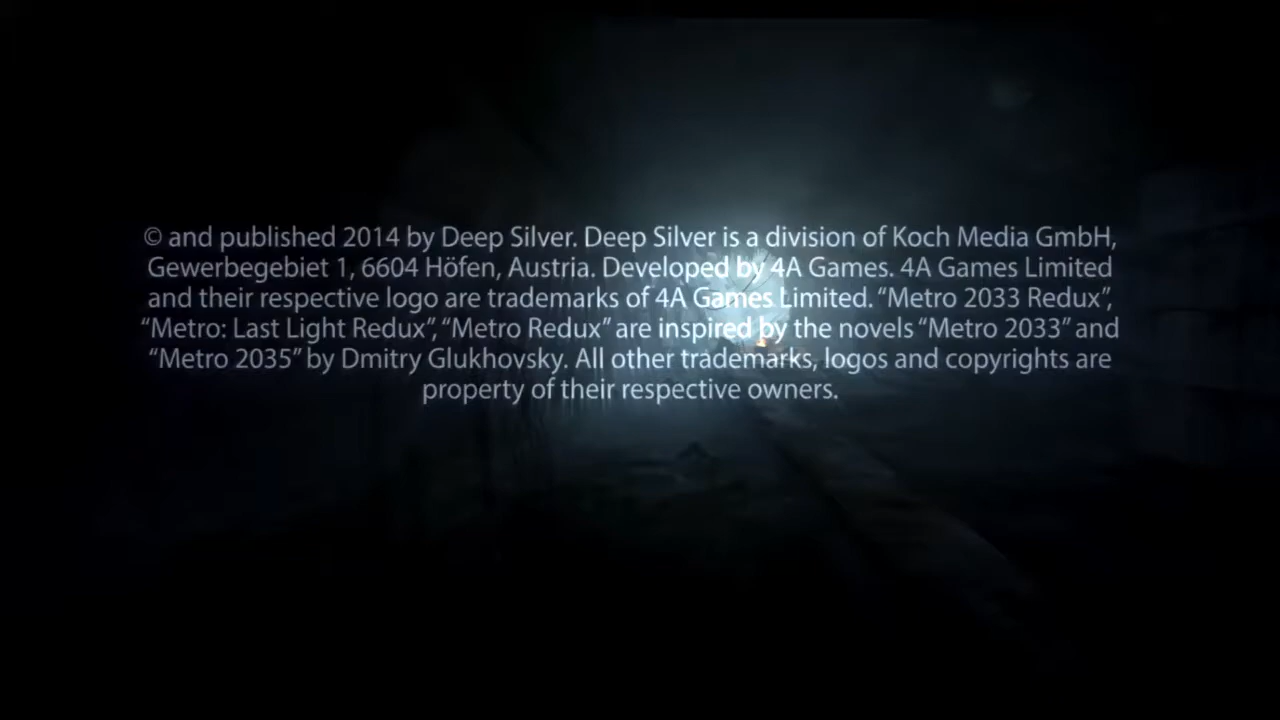 © and published 2014 by Deep Silver. Deep Silver is a division of Koch Media GmbH,
Gewerbegebiet 1, 6604 Höfen, Austria. Developed by 4A Games. 4A Games Limited
and their respective logo are trademarks of 4A Games Limited. “Metro 2033 Redux”,
“Metro: Last Light Redux”, “Metro Redux” are inspired by the novels “Metro 2033” and
“Metro 2035” by Dmitry Glukhovsky. All other trademarks, logos and copyrights are
property of their respective owners.